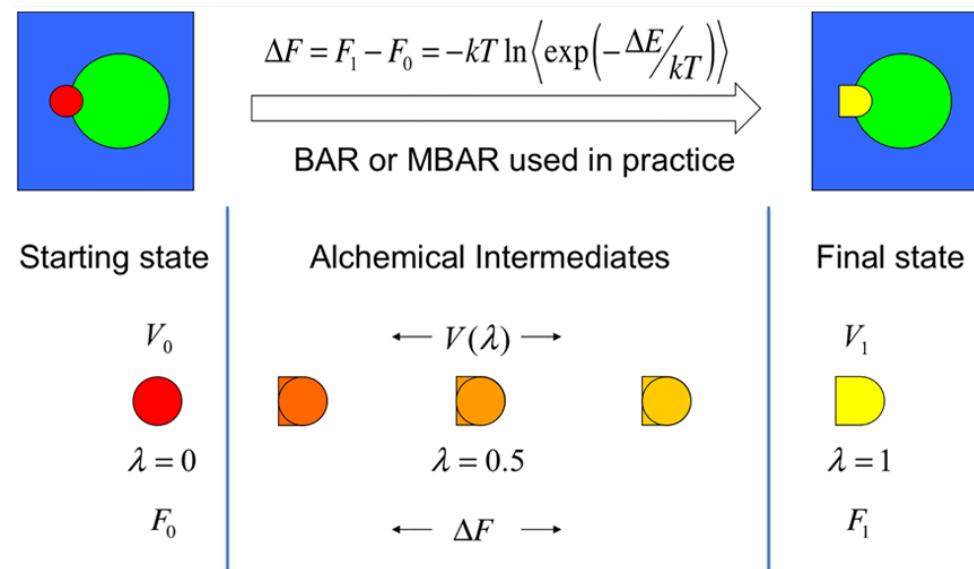 ΔF = F₁ − F₀ = −kT ln⟨exp(−ΔE/kT)⟩
BAR or MBAR used in practice
Starting state
Alchemical Intermediates
Final state
V₀
← V(λ) →
V₁
λ = 0
λ = 0.5
λ = 1
F₀
← ΔF →
F₁